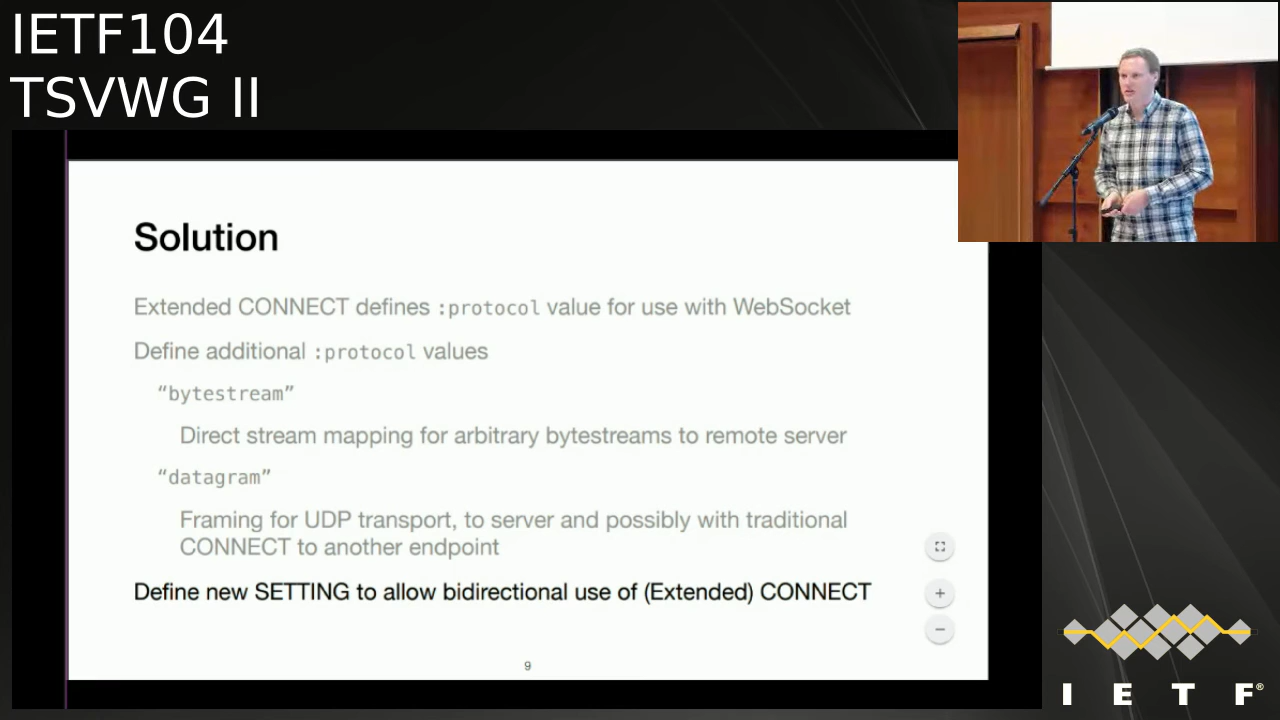 IETF104
TSVWG II
Solution
Extended CONNECT defines :protocol value for use with WebSocket
Define additional :protocol values
“bytestream”
Direct stream mapping for arbitrary bytestreams to remote server
“datagram”
Framing for UDP transport, to server and possibly with traditional
CONNECT to another endpoint
Define new SETTING to allow bidirectional use of (Extended) CONNECT
9
I E T F®